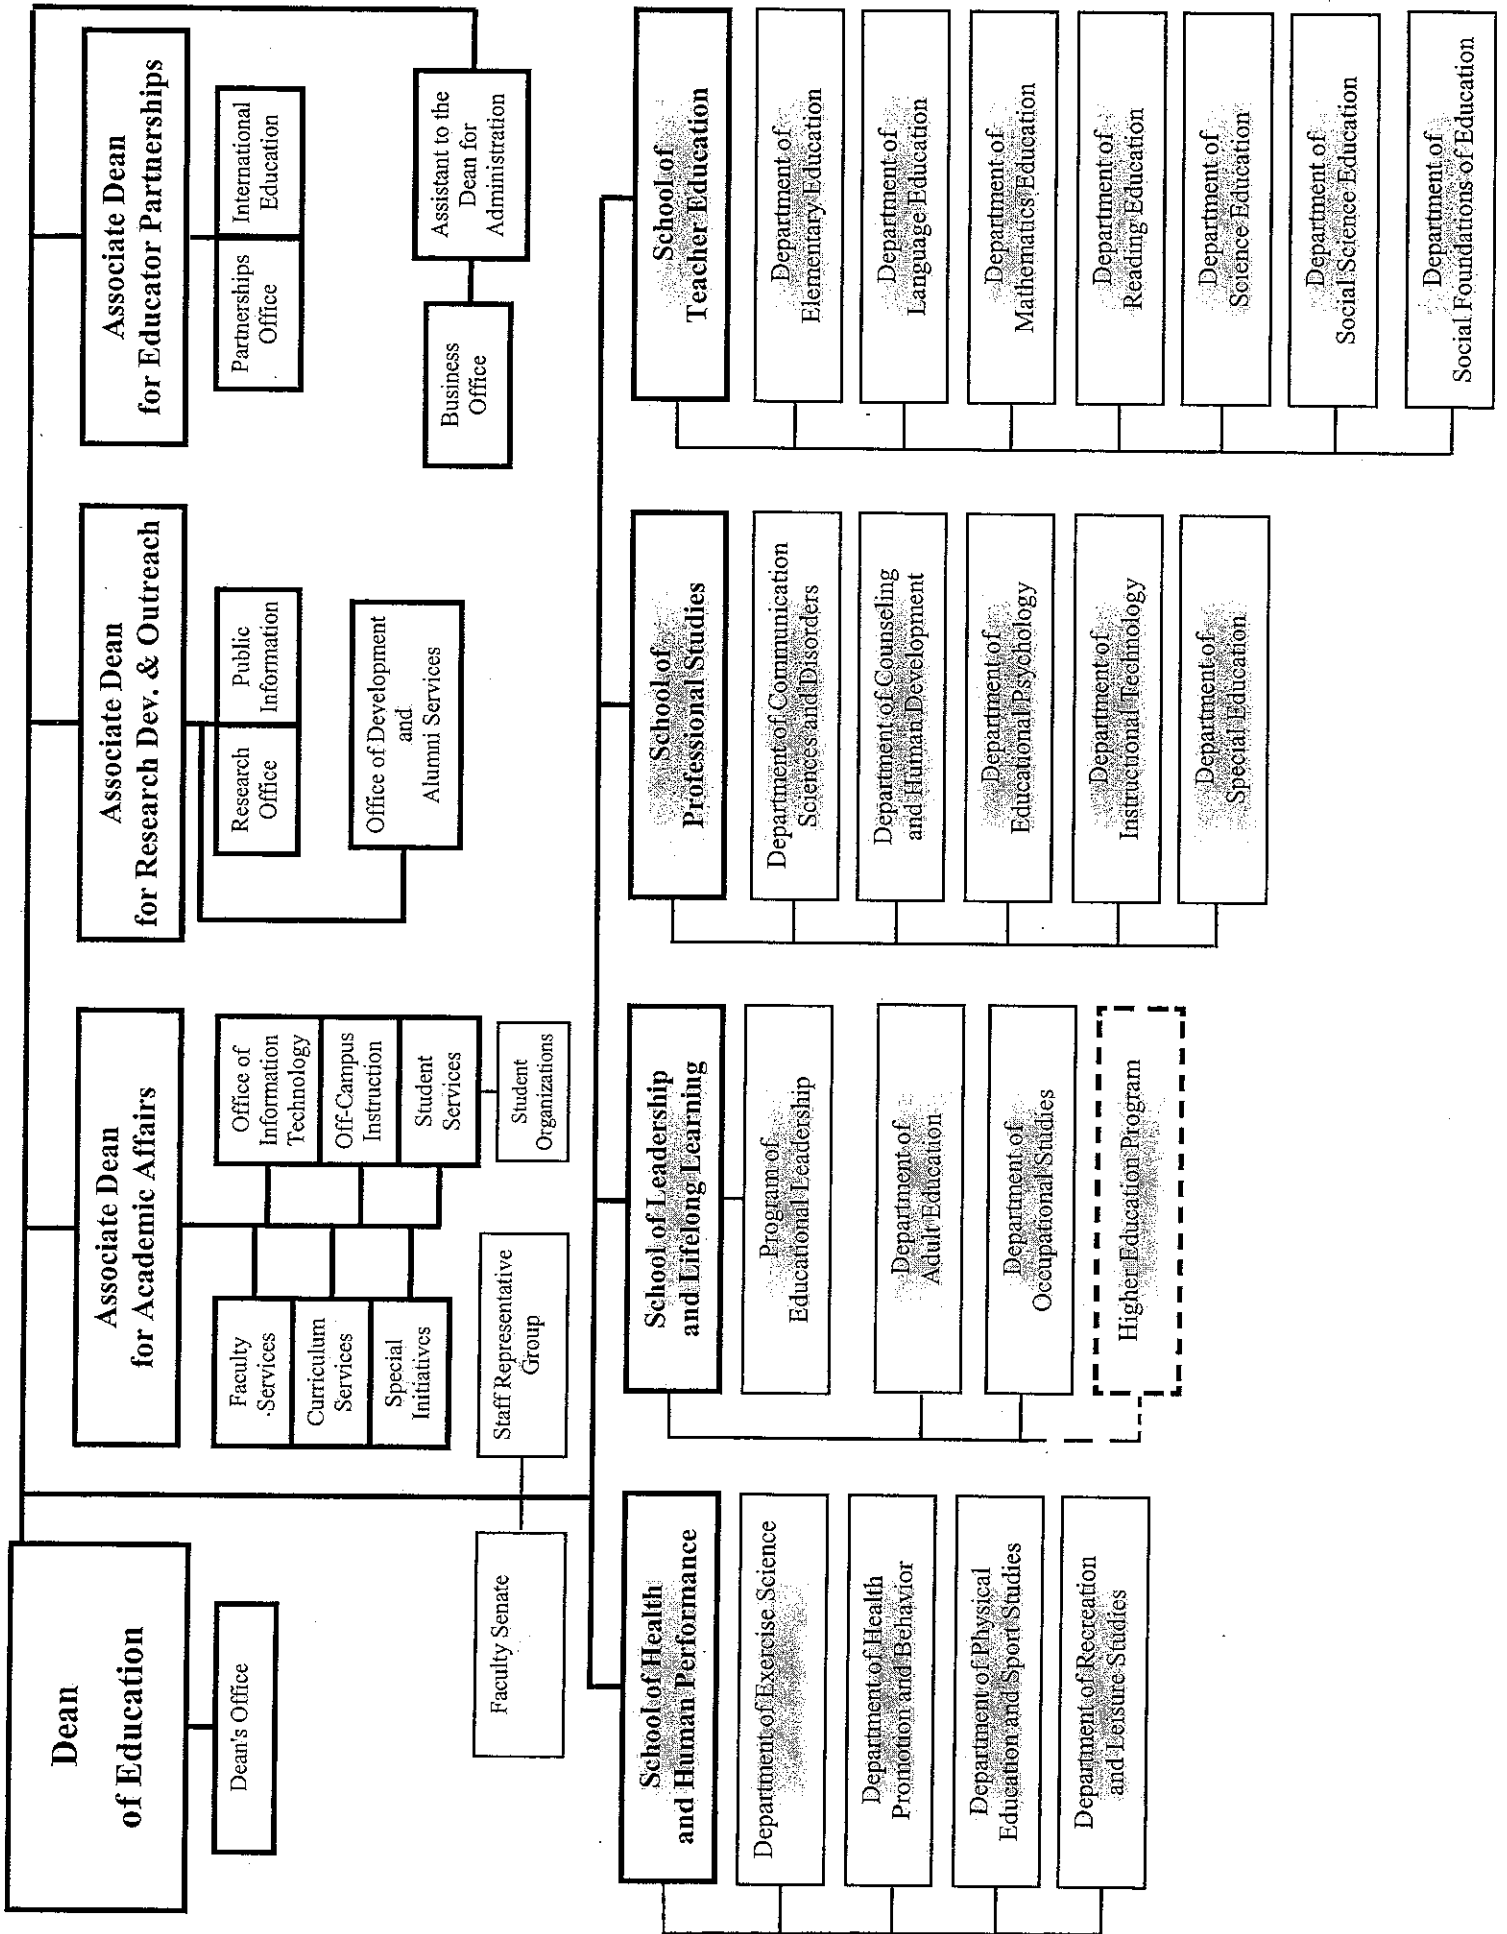 Dean
of Education
Dean's Office
Associate Dean
for Academic Affairs
Faculty
Services
Curriculum
Services
Special
Initiatives
Office of
Information
Technology
Off-Campus
Instruction
Student
Services
Student
Organizations
Associate Dean
for Research Dev. & Outreach
Research
Office
Public
Information
Office of Development
and
Alumni Services
Associate Dean
for Educator Partnerships
Partnerships
Office
International
Education
Business
Office
Assistant to the
Dean for
Administration
Faculty Senate
Staff Representative
Group
School of Health
and Human Performance
Department of Exercise Science
Department of Health
Promotion and Behavior
Department of Physical
Education and Sport Studies
Department of Recreation
and Leisure Studies
School of Leadership
and Lifelong Learning
Program of
Educational Leadership
Department of
Adult Education
Department of
Occupational Studies
Higher Education Program
School of
Professional Studies
Department of Communication
Sciences and Disorders
Department of Counseling
and Human Development
Department of
Educational Psychology
Department of
Instructional Technology
Department of
Special Education
School of
Teacher Education
Department of
Elementary Education
Department of
Language Education
Department of
Mathematics Education
Department of
Reading Education
Department of
Science Education
Department of
Social Science Education
Department of
Social Foundations of Education